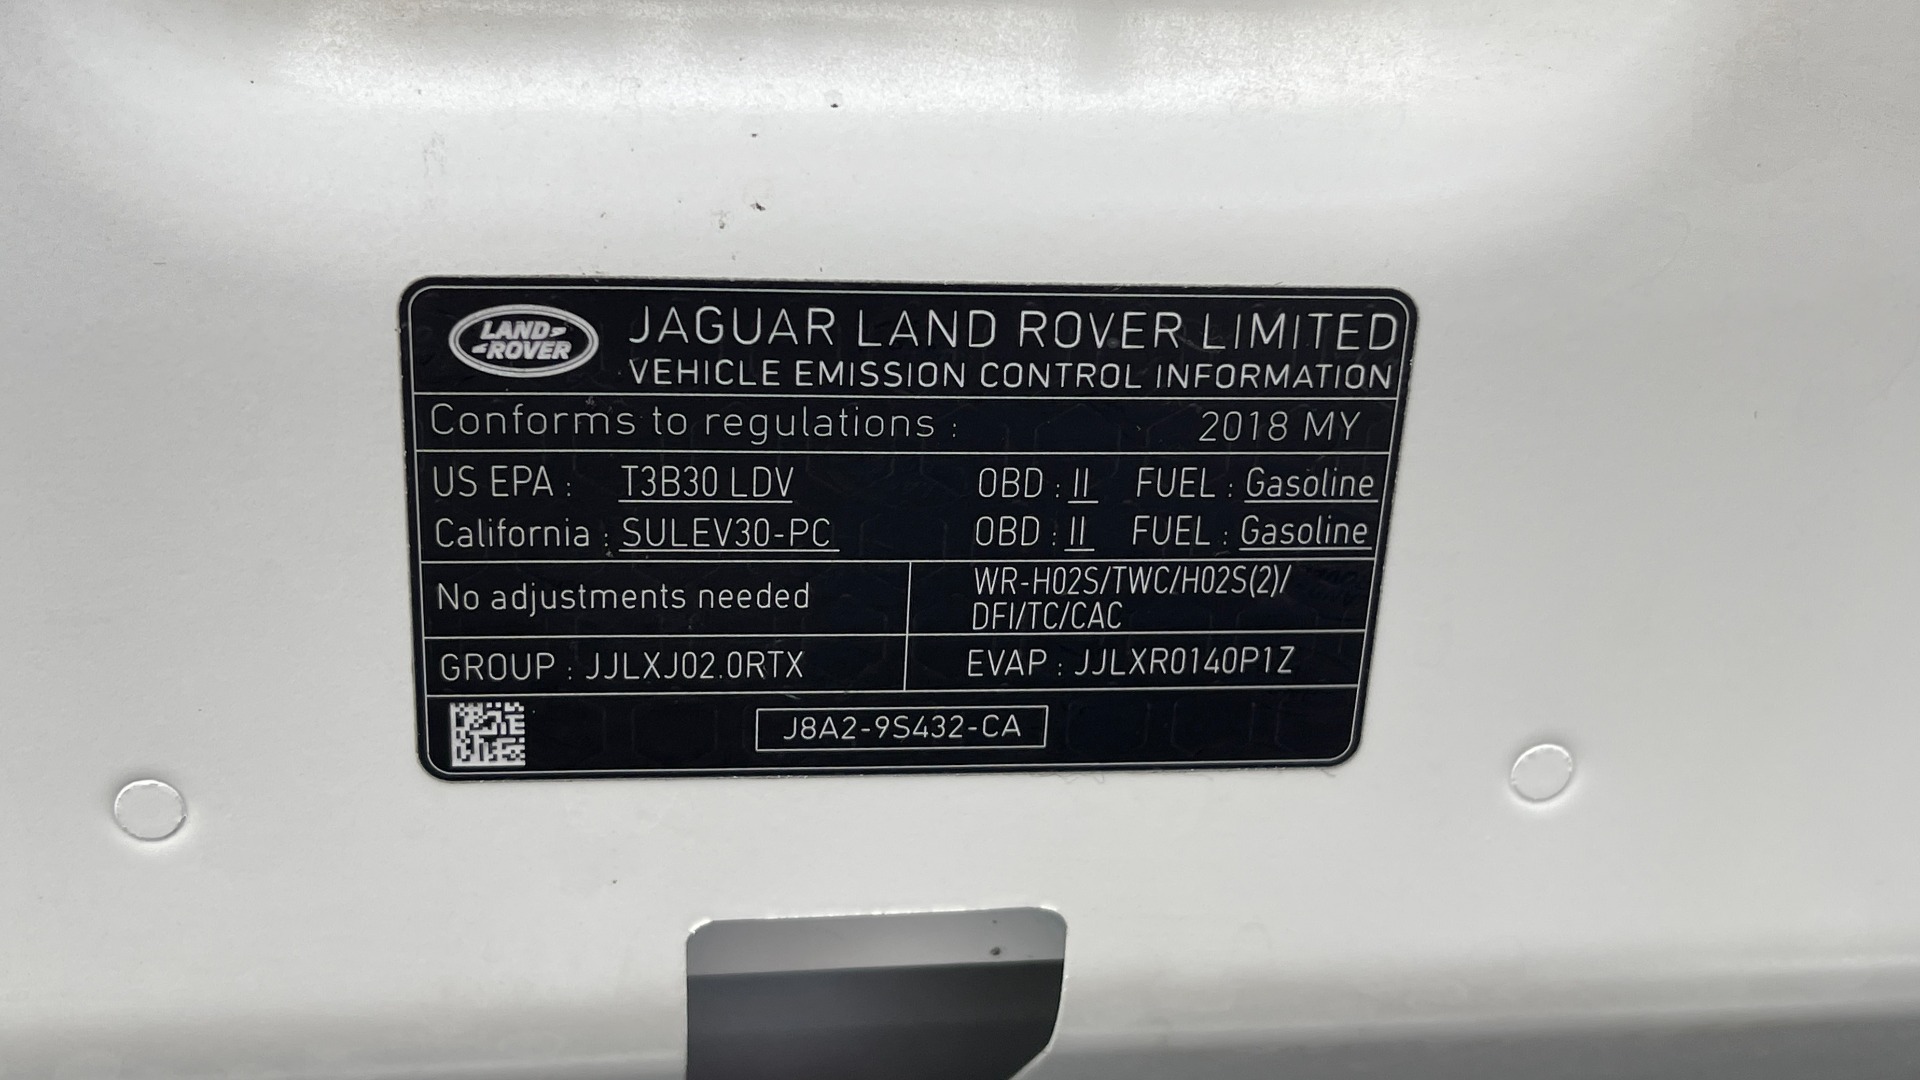 LAND-
-ROVER
JAGUAR LAND ROVER LIMITED
VEHICLE EMISSION CONTROL INFORMATION
Conforms to regulations : 2018 MY
US EPA : T3B30 LDV OBD : II FUEL : Gasoline
California : SULEV30-PC OBD : II FUEL : Gasoline
No adjustments needed
WR-HO2S/TWC/HO2S(2)/
DFI/TC/CAC
GROUP : JJLXJ02.0RTX EVAP : JJLXR0140P1Z
J8A2-9S432-CA